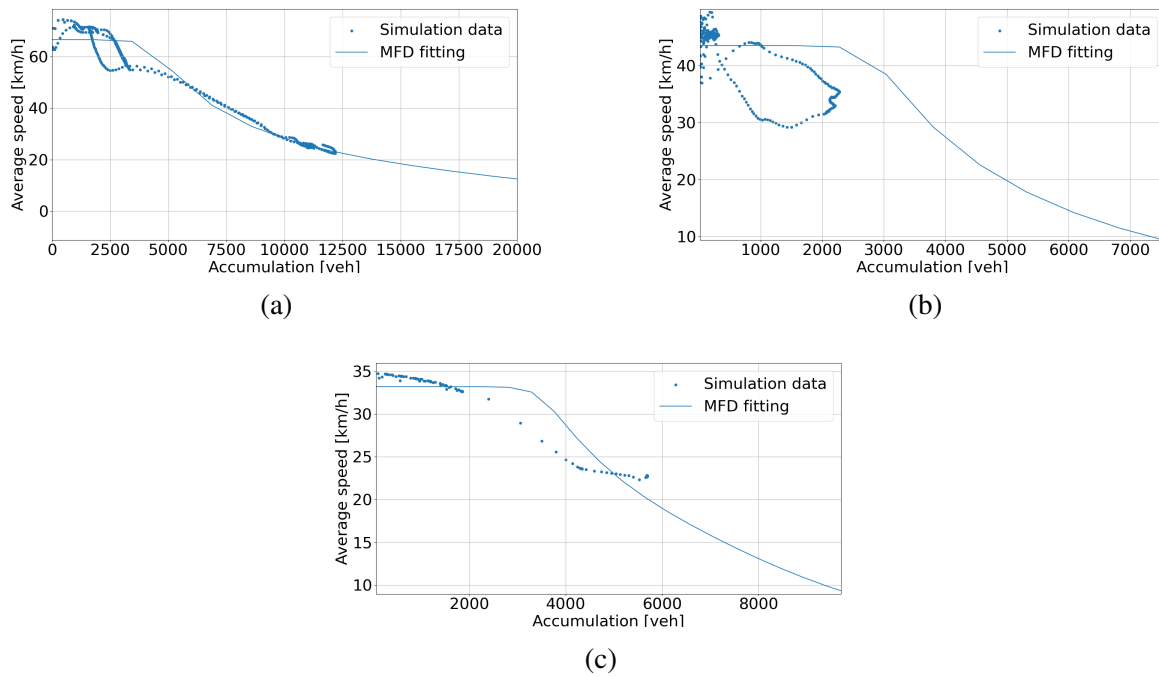 Simulation data
MFD fitting
Average speed [km/h]
60
40
20
0
0 2500 5000 7500 10000 12500 15000 17500 20000
Accumulation [veh]
(a)
Simulation data
MFD fitting
Average speed [km/h]
40
30
20
10
1000 2000 3000 4000 5000 6000 7000
Accumulation [veh]
(b)
Simulation data
MFD fitting
Average speed [km/h]
35
30
25
20
15
10
2000 4000 6000 8000
Accumulation [veh]
(c)